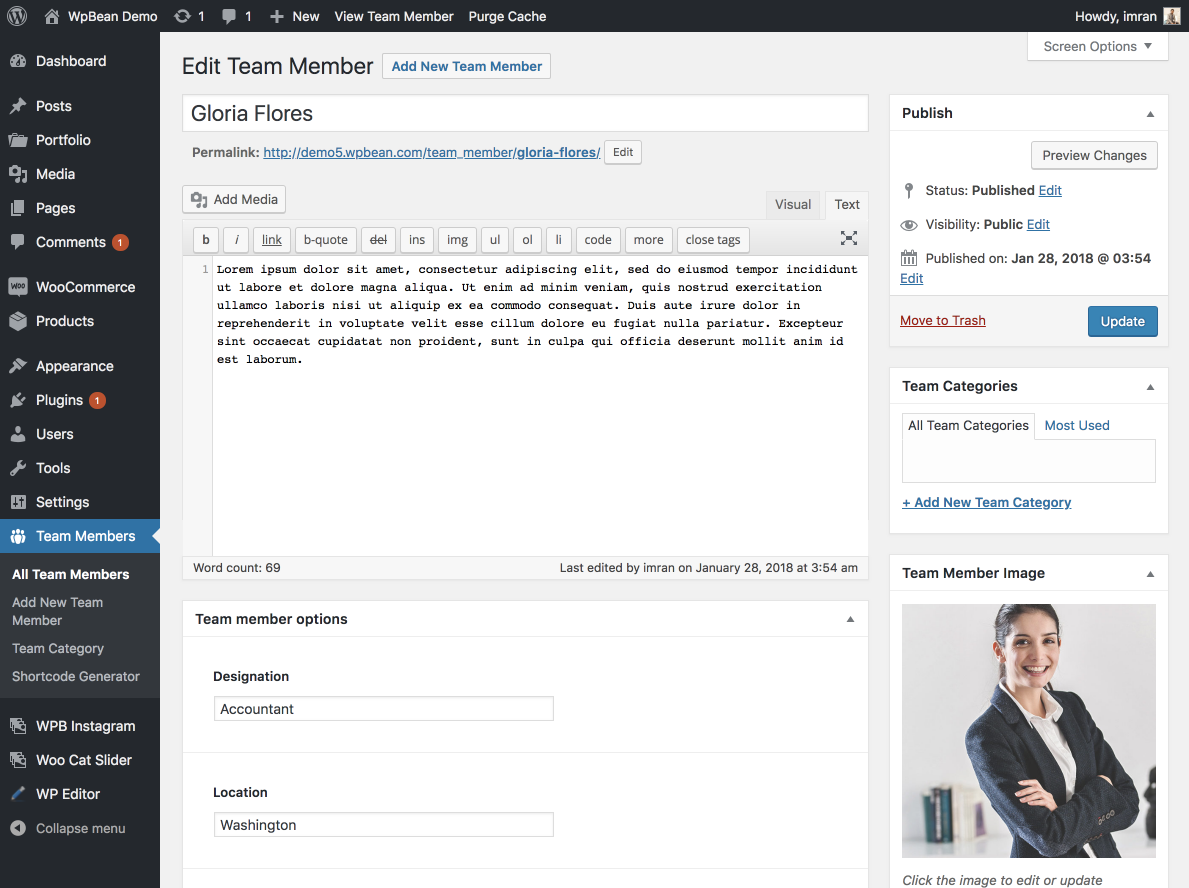 WpBean Demo 1 1 New View Team Member Purge Cache Howdy, imran
Dashboard
Posts
Portfolio
Media
Pages
Comments 1
WooCommerce
Products
Appearance
Plugins 1
Users
Tools
Settings
Team Members
All Team Members
Add New Team
Member
Team Category
Shortcode Generator
WPB Instagram
Woo Cat Slider
WP Editor
Collapse menu
Screen Options
Edit Team Member Add New Team Member
Gloria Flores
Permalink: http://demo5.wpbean.com/team_member/gloria-flores/ Edit
Add Media Visual Text
b i link b-quote del ins img ul ol li code more close tags
1 Lorem ipsum dolor sit amet, consectetur adipiscing elit, sed do eiusmod tempor incididunt
ut labore et dolore magna aliqua. Ut enim ad minim veniam, quis nostrud exercitation
ullamco laboris nisi ut aliquip ex ea commodo consequat. Duis aute irure dolor in
reprehenderit in voluptate velit esse cillum dolore eu fugiat nulla pariatur. Excepteur
sint occaecat cupidatat non proident, sunt in culpa qui officia deserunt mollit anim id
est laborum.
Word count: 69 Last edited by imran on January 28, 2018 at 3:54 am
Team member options
Designation
Accountant
Location
Washington
Publish
Preview Changes
Status: Published Edit
Visibility: Public Edit
Published on: Jan 28, 2018 @ 03:54
Edit
Move to Trash Update
Team Categories
All Team Categories Most Used
+ Add New Team Category
Team Member Image
Click the image to edit or update